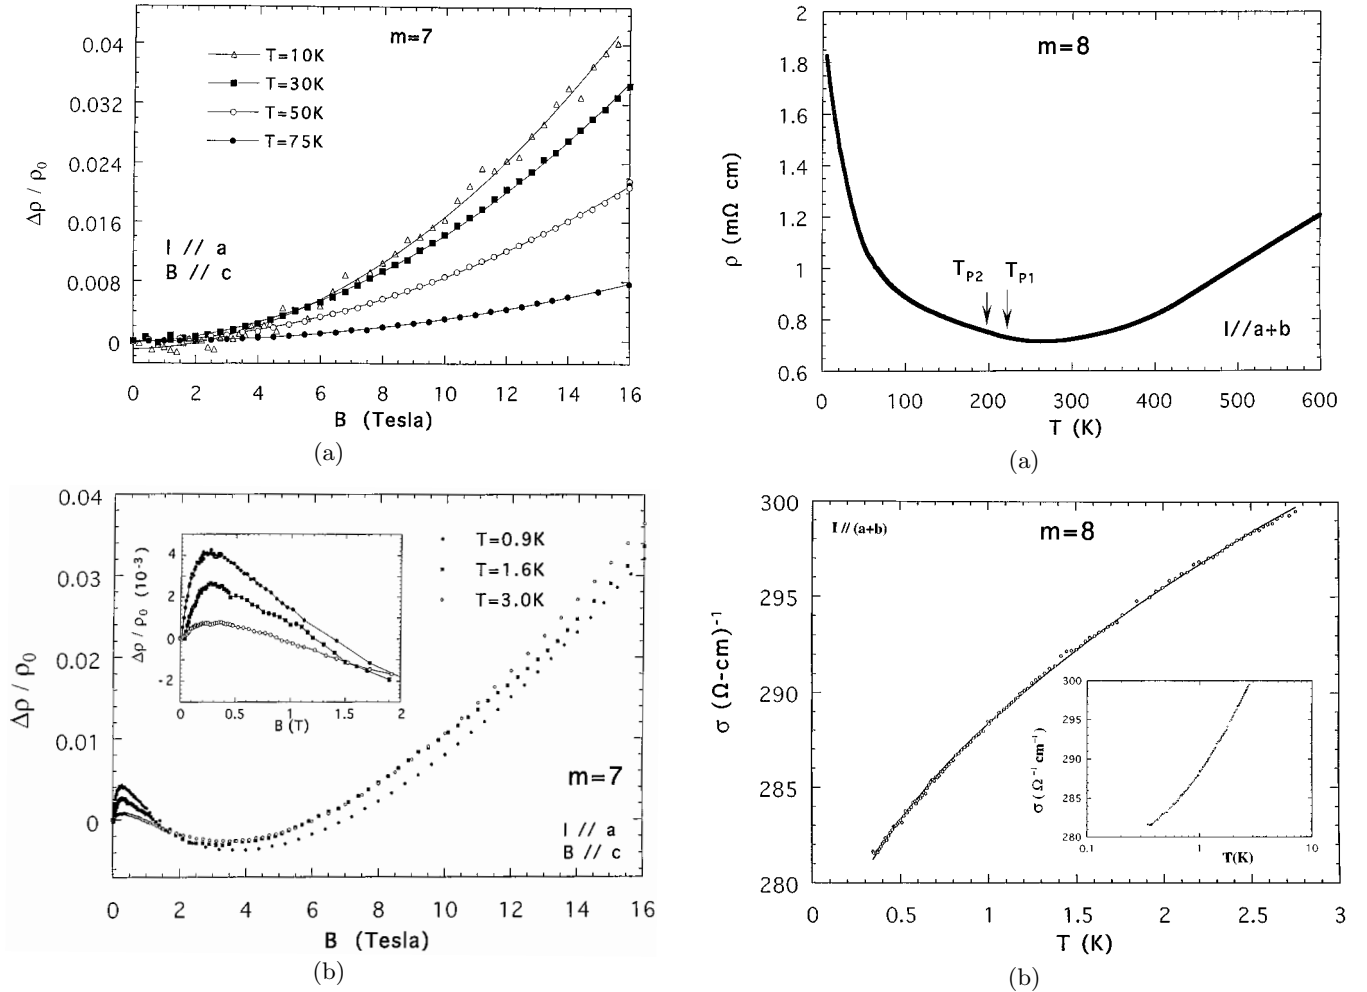 m=7
T=10K
T=30K
T=50K
T=75K
I // a
B // c
Δρ / ρ0
0.04
0.032
0.024
0.016
0.008
0
0 2 4 6 8 10 12 14 16
B (Tesla)
(a)
m=8
ρ (mΩ cm)
2
1.8
1.6
1.4
1.2
1
0.8
0.6
TP2 TP1
I//a+b
0 100 200 300 400 500 600
T (K)
(a)
Δρ / ρ0
0.04
0.03
0.02
0.01
0
T=0.9K
T=1.6K
T=3.0K
Δρ / ρ0 (10-3)
4
2
0
-2
0 0.5 1 1.5 2
B (T)
m=7
I // a
B // c
0 2 4 6 8 10 12 14 16
B (Tesla)
(b)
I // (a+b)
m=8
σ (Ω-cm)-1
300
295
290
285
280
σ ( Ω-1 cm-1)
300
295
290
285
280
0.1 1 10
T(K)
0 0.5 1 1.5 2 2.5 3
T (K)
(b)